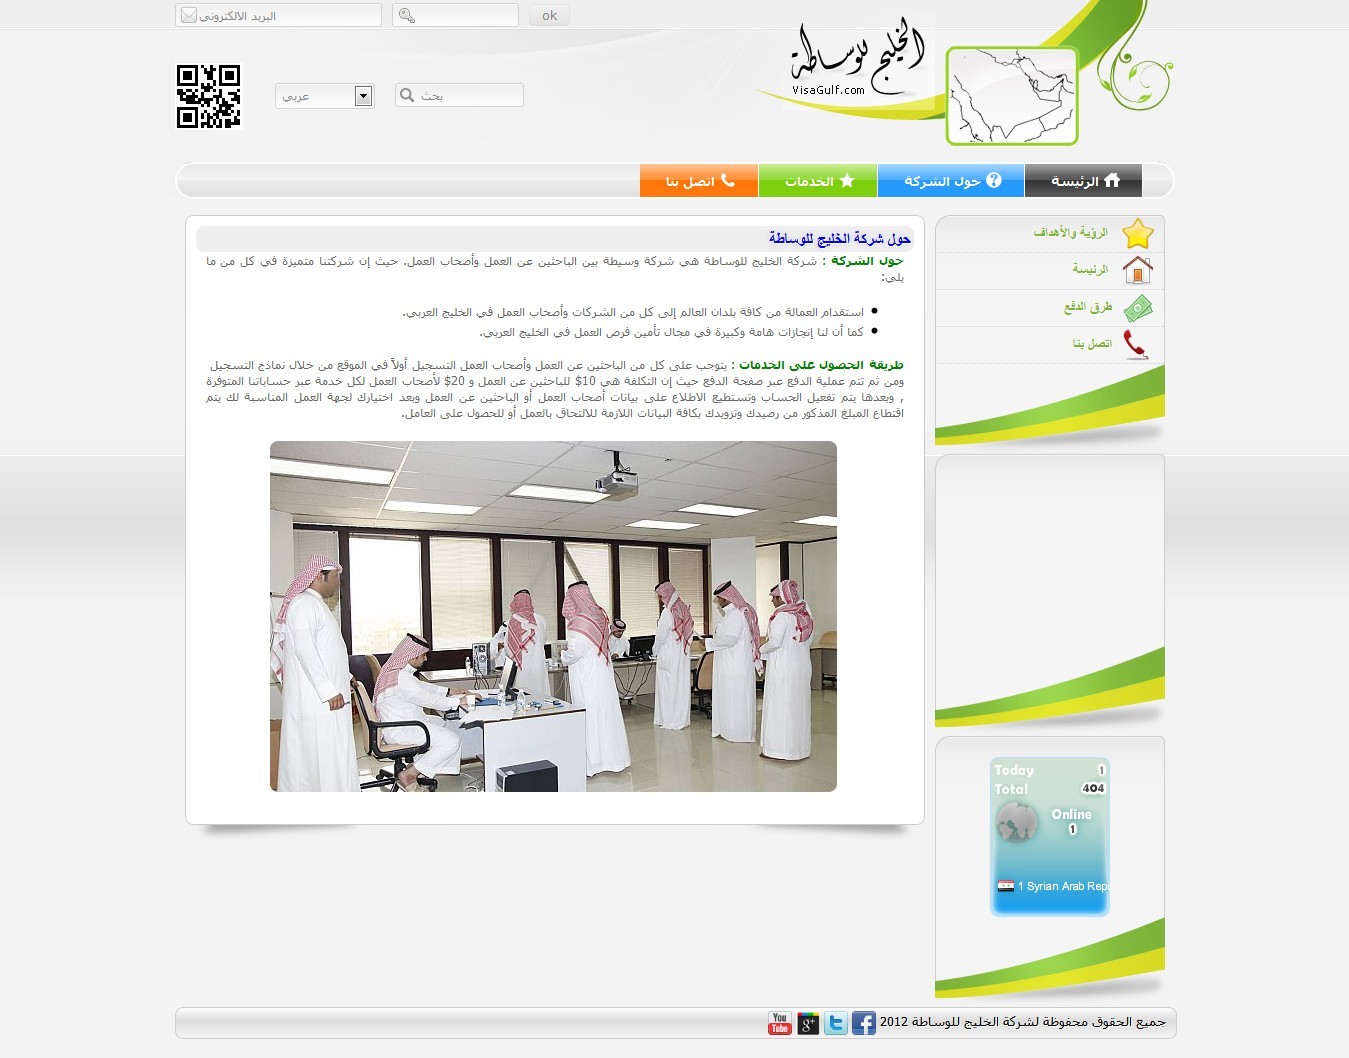 البريد الالكتروني
ok
الخليج للوساطة
VisaGulf.com
عربي
بحث
الرئيسة
حول الشركة
الخدمات
اتصل بنا
الرؤية والأهداف
الرئيسة
طرق الدفع
اتصل بنا
حول شركة الخليج للوساطة
حول الشركة : شركة الخليج للوساطة هي شركة وسيطة بين الباحثين عن العمل وأصحاب العمل. حيث إن شركتنا متميزة في كل من ما
يلي:
استقدام العمالة من كافة بلدان العالم إلى كل من الشركات وأصحاب العمل في الخليج العربي.
كما أن لنا إنجازات هامة وكبيرة في مجال تأمين فرص العمل في الخليج العربي.
طريقة الحصول على الخدمات : يتوجب على كل من الباحثين عن العمل وأصحاب العمل التسجيل أولاً في الموقع من خلال نماذج التسجيل
ومن ثم تتم عملية الدفع عبر صفحة الدفع حيث إن التكلفة هي 10$ للباحثين عن العمل و 20$ لأصحاب العمل لكل خدمة عبر حساباتنا المتوفرة
, وبعدها يتم تفعيل الحساب وتستطيع الاطلاع على بيانات أصحاب العمل أو الباحثين عن العمل وبعد اختيارك لجهة العمل المناسبة لك يتم
اقتطاع المبلغ المذكور من رصيدك وتزويدك بكافة البيانات اللازمة للالتحاق بالعمل أو للحصول على العامل.
Today 1
Total 404
Online
1
1 Syrian Arab Rep
جميع الحقوق محفوظة لشركة الخليج للوساطة 2012
You
Tube